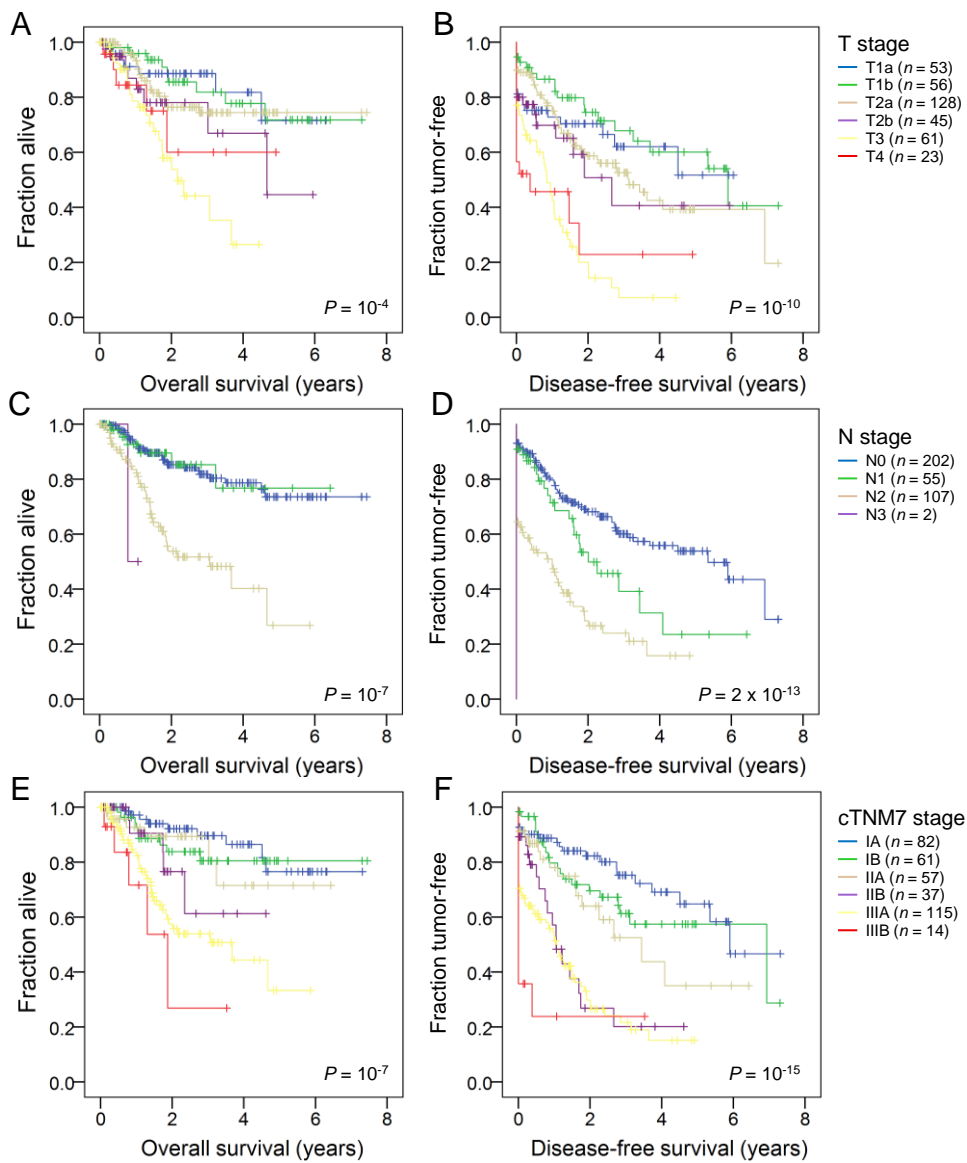 A
1.0
0.8
0.6
0.4
0.2
0.0
Fraction alive
P = 10-4
0 2 4 6 8
Overall survival (years)
B
1.0
0.8
0.6
0.4
0.2
0.0
Fraction tumor-free
P = 10-10
0 2 4 6 8
Disease-free survival (years)
T stage
T1a (n = 53)
T1b (n = 56)
T2a (n = 128)
T2b (n = 45)
T3 (n = 61)
T4 (n = 23)
C
1.0
0.8
0.6
0.4
0.2
0.0
Fraction alive
P = 10-7
0 2 4 6 8
Overall survival (years)
D
1.0
0.8
0.6
0.4
0.2
0.0
Fraction tumor-free
P = 2 x 10-13
0 2 4 6 8
Disease-free survival (years)
N stage
N0 (n = 202)
N1 (n = 55)
N2 (n = 107)
N3 (n = 2)
E
1.0
0.8
0.6
0.4
0.2
0.0
Fraction alive
P = 10-7
0 2 4 6 8
Overall survival (years)
F
1.0
0.8
0.6
0.4
0.2
0.0
Fraction tumor-free
P = 10-15
0 2 4 6 8
Disease-free survival (years)
cTNM7 stage
IA (n = 82)
IB (n = 61)
IIA (n = 57)
IIB (n = 37)
IIIA (n = 115)
IIIB (n = 14)